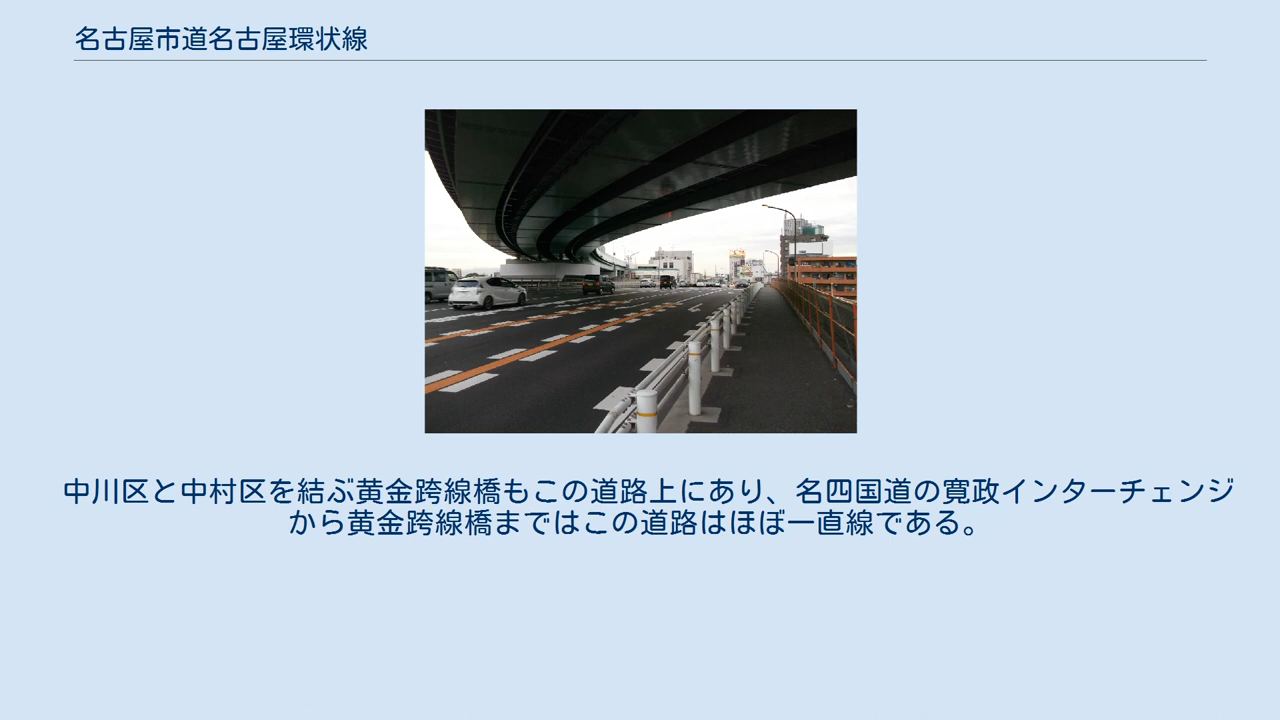 名古屋市道名古屋環状線
中川区と中村区を結ぶ黄金跨線橋もこの道路上にあり、名四国道の寛政インターチェンジ
から黄金跨線橋まではこの道路はほぼ一直線である。